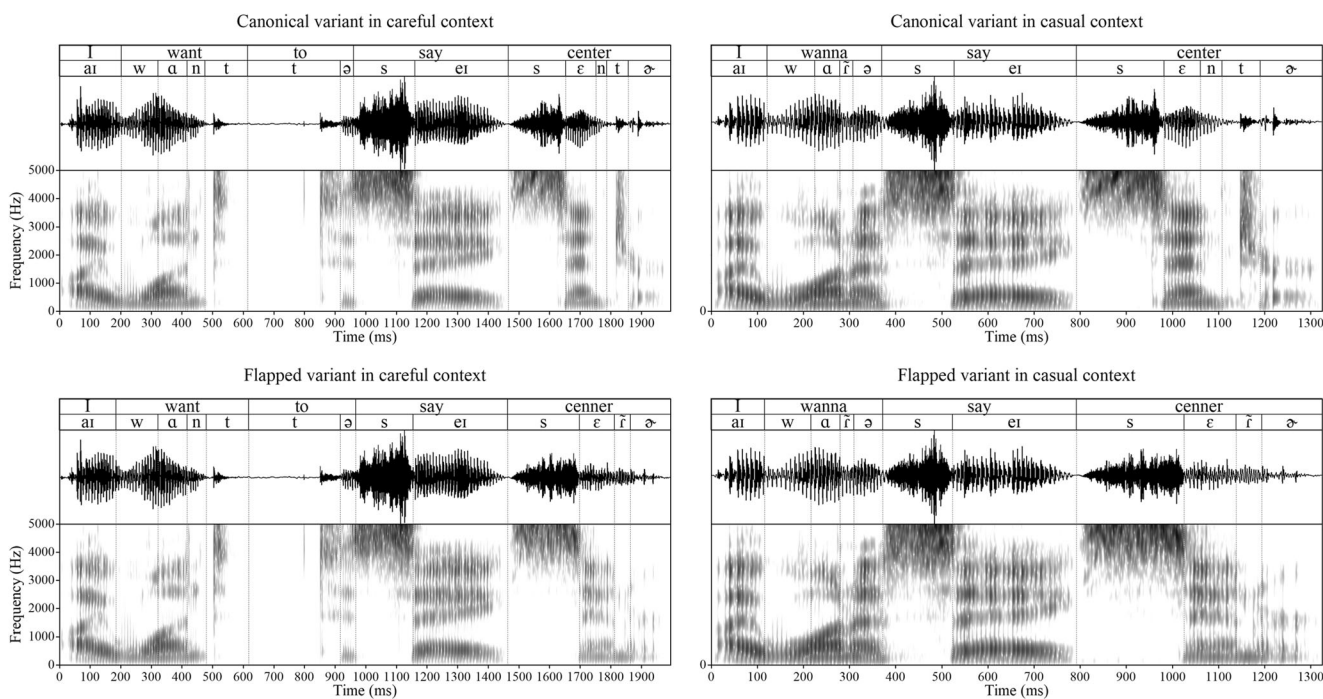 Canonical variant in careful context
I want to say center
aɪ w ɑ n t t ə s eɪ s ɛ n t ɚ
5000
4000
3000
2000
1000
0
Frequency (Hz)
0 100 200 300 400 500 600 700 800 900 1000 1100 1200 1300 1400 1500 1600 1700 1800 1900
Time (ms)
Canonical variant in casual context
I wanna say center
aɪ w ɑ ɾ̃ ə s eɪ s ɛ n t ɚ
0
0 100 200 300 400 500 600 700 800 900 1000 1100 1200 1300
Time (ms)
Flapped variant in careful context
I want to say cenner
aɪ w ɑ n t t ə s eɪ s ɛ ɾ̃ ɚ
5000
4000
3000
2000
1000
0
Frequency (Hz)
0 100 200 300 400 500 600 700 800 900 1000 1100 1200 1300 1400 1500 1600 1700 1800 1900
Time (ms)
Flapped variant in casual context
I wanna say cenner
aɪ w ɑ ɾ̃ ə s eɪ s ɛ ɾ̃ ɚ
0
0 100 200 300 400 500 600 700 800 900 1000 1100 1200 1300
Time (ms)